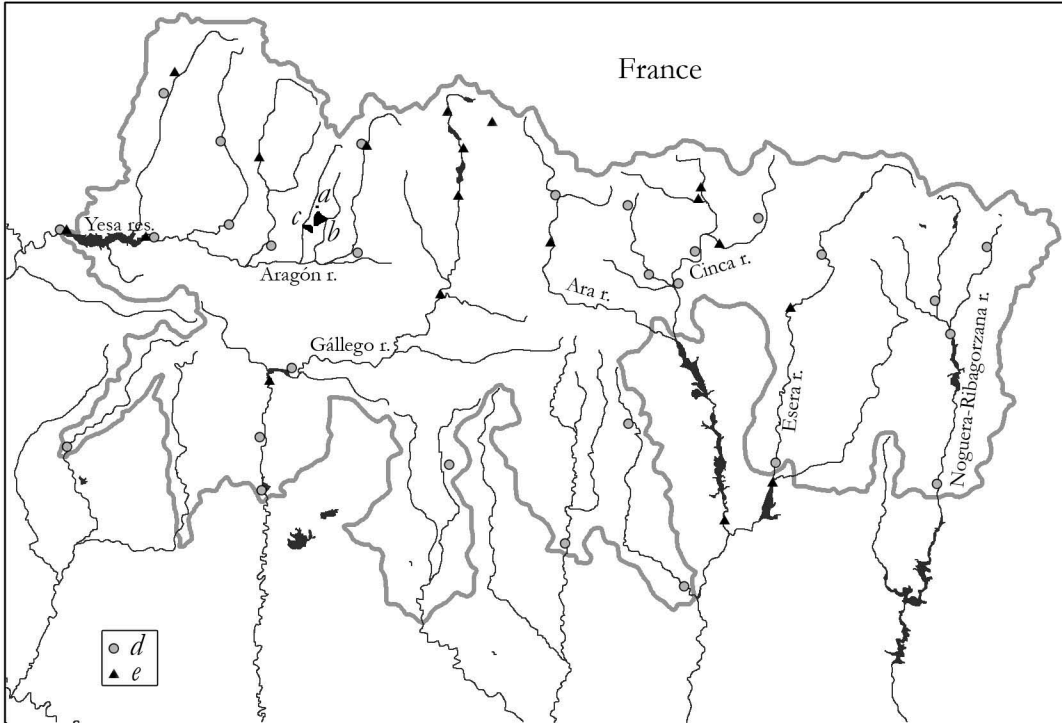 France
a
c
b
Yesa res.
Aragón r.
Cinca r.
Ara r.
Gállego r.
Esera r.
Noguera-Ribagorzana r.
d
e